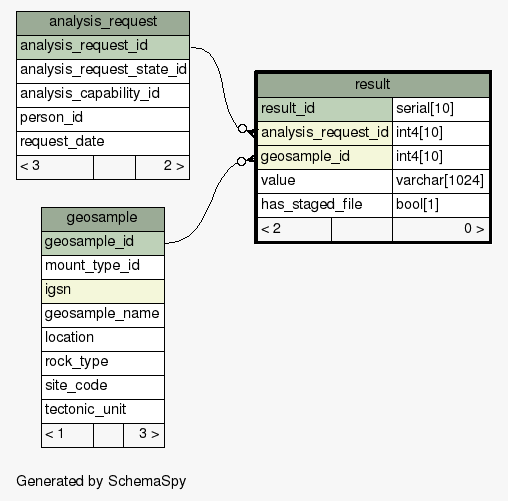 analysis_request
analysis_request_id
analysis_request_state_id
analysis_capability_id
person_id
request_date
< 3 2 >
result
result_id serial[10]
analysis_request_id int4[10]
geosample_id int4[10]
value varchar[1024]
has_staged_file bool[1]
< 2 0 >
geosample
geosample_id
mount_type_id
igsn
geosample_name
location
rock_type
site_code
tectonic_unit
< 1 3 >
Generated by SchemaSpy